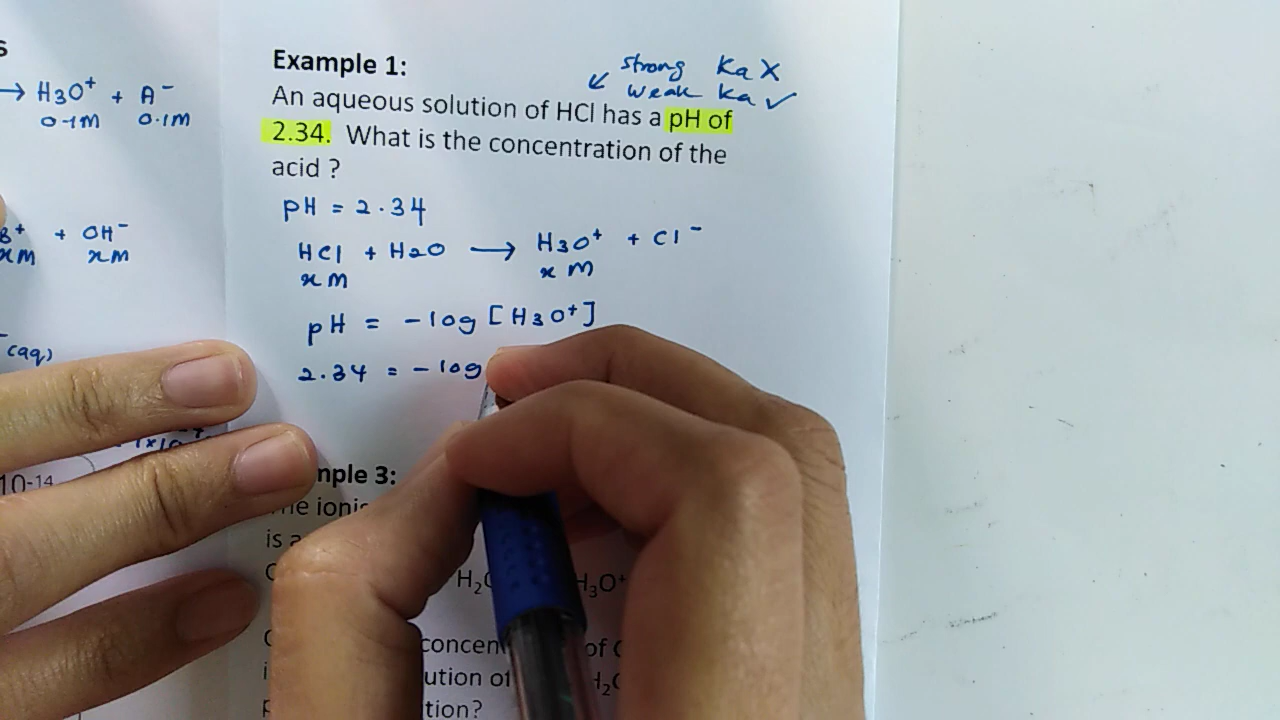 s
→ H3O⁺ + A⁻
0.1M 0.1M
+ OH⁻
xM xM
(aq)
10-14
Example 1:
strong Ka X
↙ weak Ka ✓
An aqueous solution of HCl has a pH of
2.34. What is the concentration of the
acid ?
pH = 2.34
HCl + H2O → H3O⁺ + Cl⁻
xM xM
pH = -log [H3O⁺]
2.34 = -log
3:
is
H₃O⁺
of
ution of
tion?